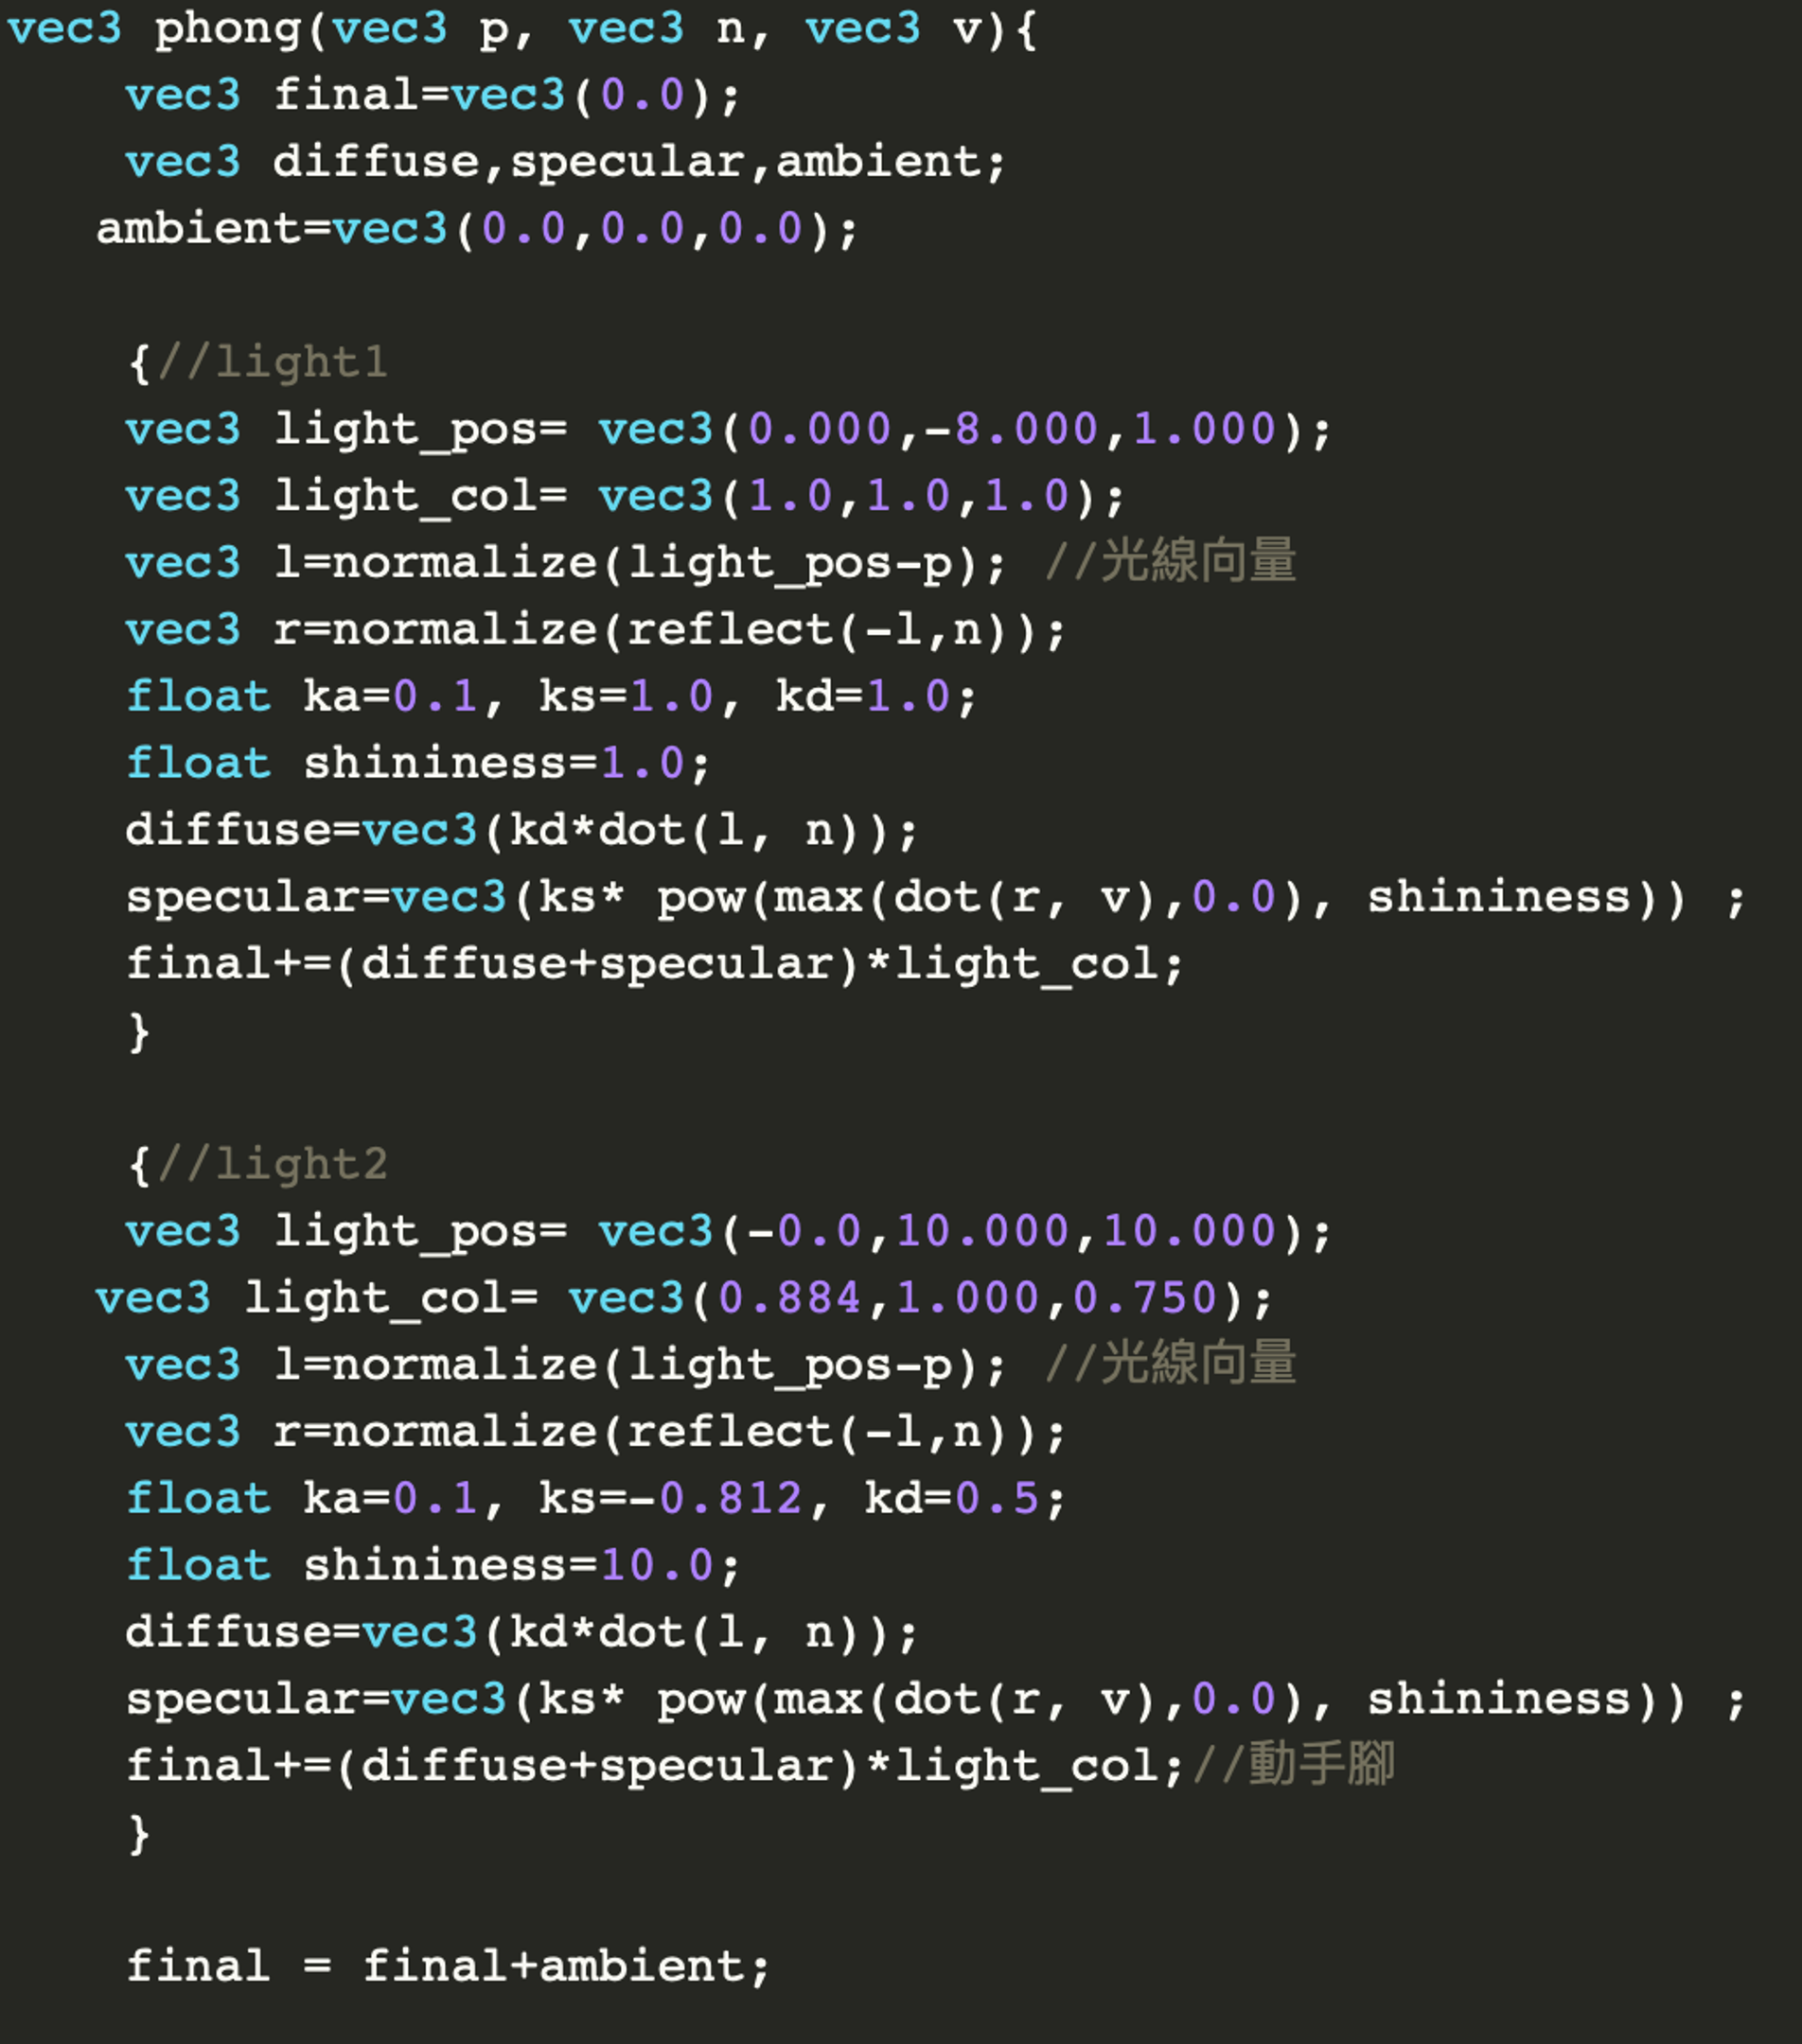 vec3 phong(vec3 p, vec3 n, vec3 v){
vec3 final=vec3(0.0);
vec3 diffuse,specular,ambient;
ambient=vec3(0.0,0.0,0.0);
{//light1
vec3 light_pos= vec3(0.000,-8.000,1.000);
vec3 light_col= vec3(1.0,1.0,1.0);
vec3 l=normalize(light_pos-p); //光線向量
vec3 r=normalize(reflect(-l,n));
float ka=0.1, ks=1.0, kd=1.0;
float shininess=1.0;
diffuse=vec3(kd*dot(l, n));
specular=vec3(ks* pow(max(dot(r, v),0.0), shininess)) ;
final+=(diffuse+specular)*light_col;
}
{//light2
vec3 light_pos= vec3(-0.0,10.000,10.000);
vec3 light_col= vec3(0.884,1.000,0.750);
vec3 l=normalize(light_pos-p); //光線向量
vec3 r=normalize(reflect(-l,n));
float ka=0.1, ks=-0.812, kd=0.5;
float shininess=10.0;
diffuse=vec3(kd*dot(l, n));
specular=vec3(ks* pow(max(dot(r, v),0.0), shininess)) ;
final+=(diffuse+specular)*light_col;//動手腳
}
final = final+ambient;